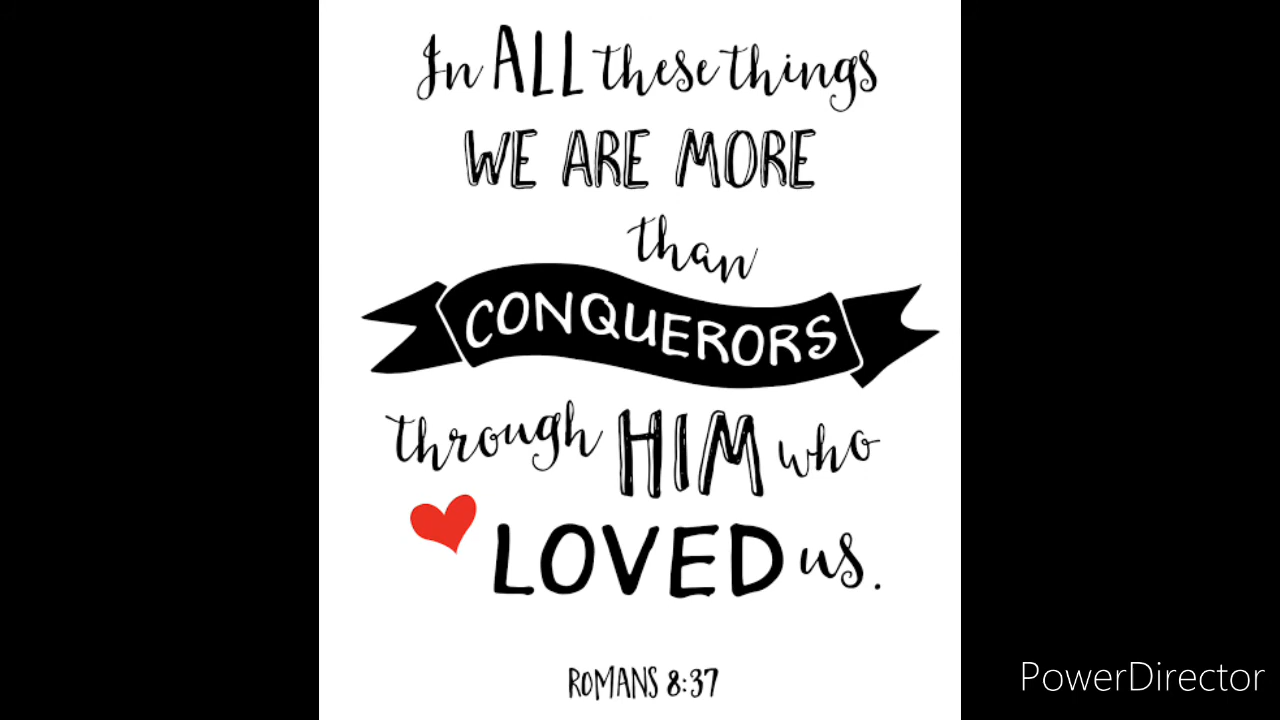 In ALL these things
WE ARE MORE
than
CONQUERORS
through HIM who
LOVED us.
ROMANS 8:37
PowerDirector